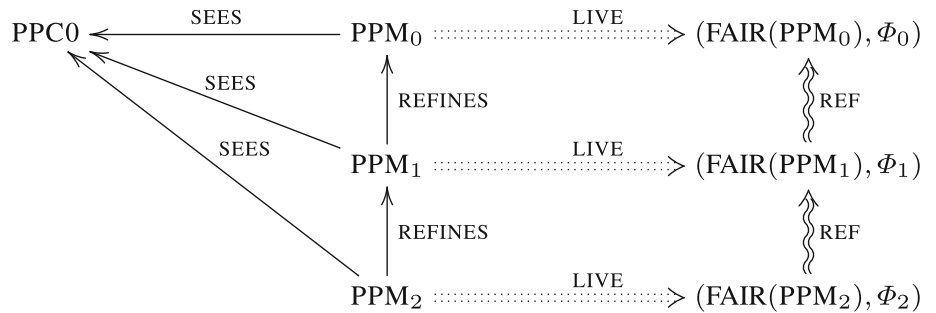 PPC0 SEES PPM₀ LIVE (FAIR(PPM₀), Φ₀)
SEES REFINES REF
SEES PPM₁ LIVE (FAIR(PPM₁), Φ₁)
REFINES REF
PPM₂ LIVE (FAIR(PPM₂), Φ₂)